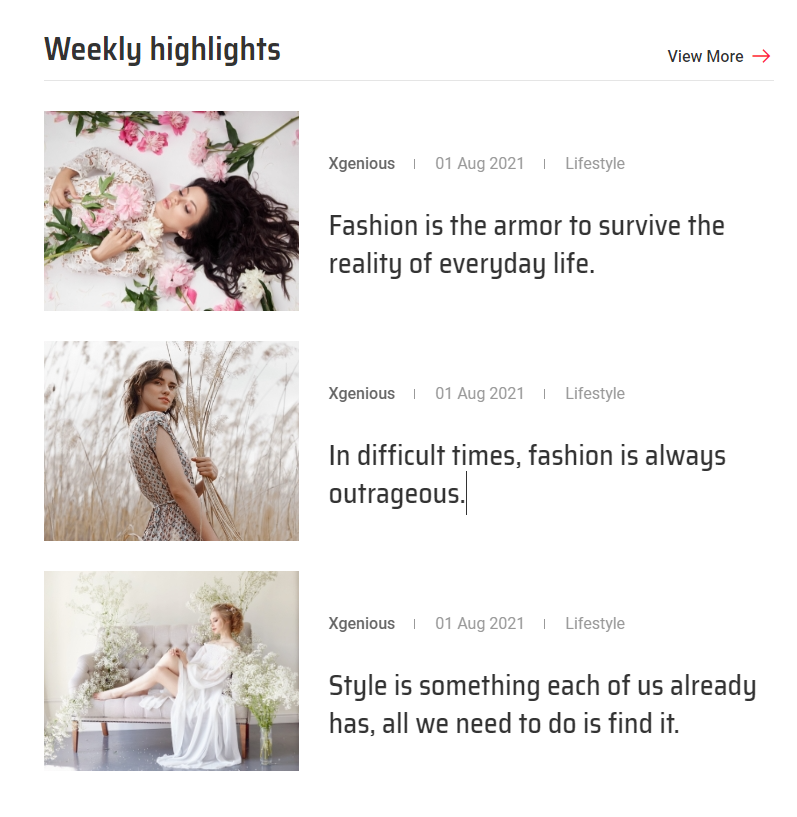 Weekly highlights
View More
Xgenious 01 Aug 2021 Lifestyle
Fashion is the armor to survive the
reality of everyday life.
Xgenious 01 Aug 2021 Lifestyle
In difficult times, fashion is always
outrageous.
Xgenious 01 Aug 2021 Lifestyle
Style is something each of us already
has, all we need to do is find it.